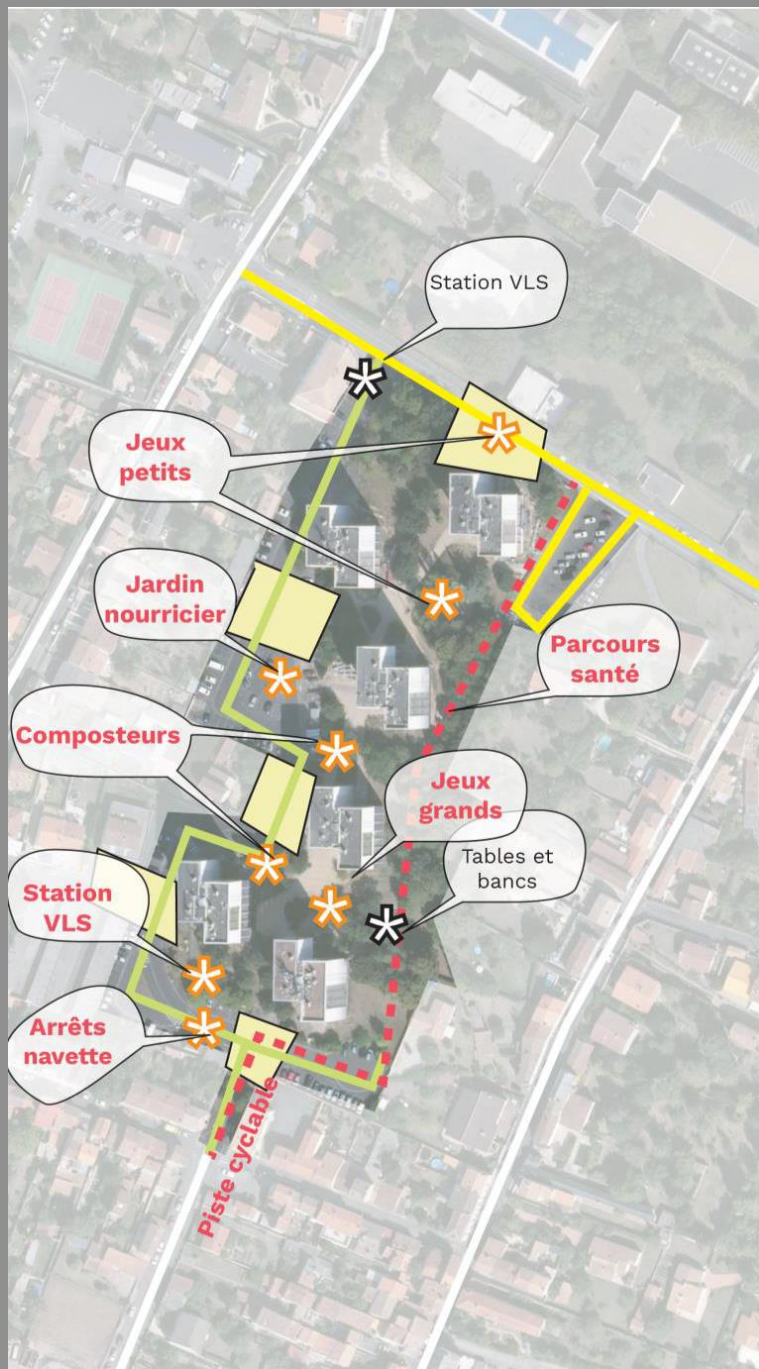 Station VLS
Jeux
petits
Jardin
nourricier
Parcours
santé
Composteurs
Jeux
grands
Tables et
bancs
Station
VLS
Arrêts
navette
Piste cyclable